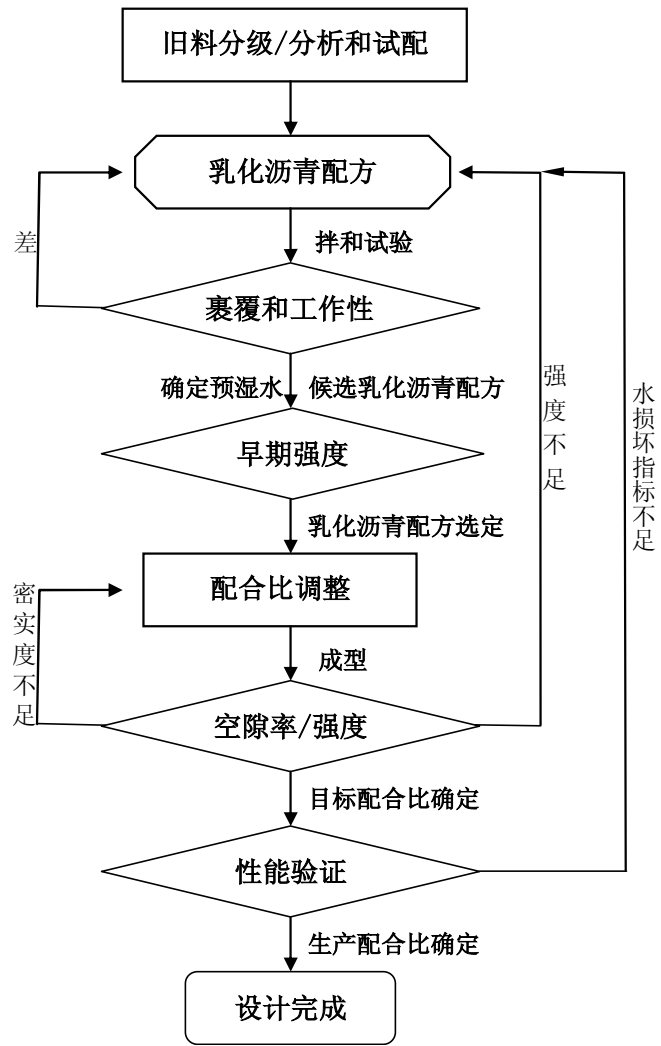 旧料分级/分析和试配
乳化沥青配方
差
拌和试验
裹覆和工作性
确定预湿水
候选乳化沥青配方
强度不足
水损坏指标不足
早期强度
乳化沥青配方选定
配合比调整
密实度不足
成型
空隙率/强度
目标配合比确定
性能验证
生产配合比确定
设计完成